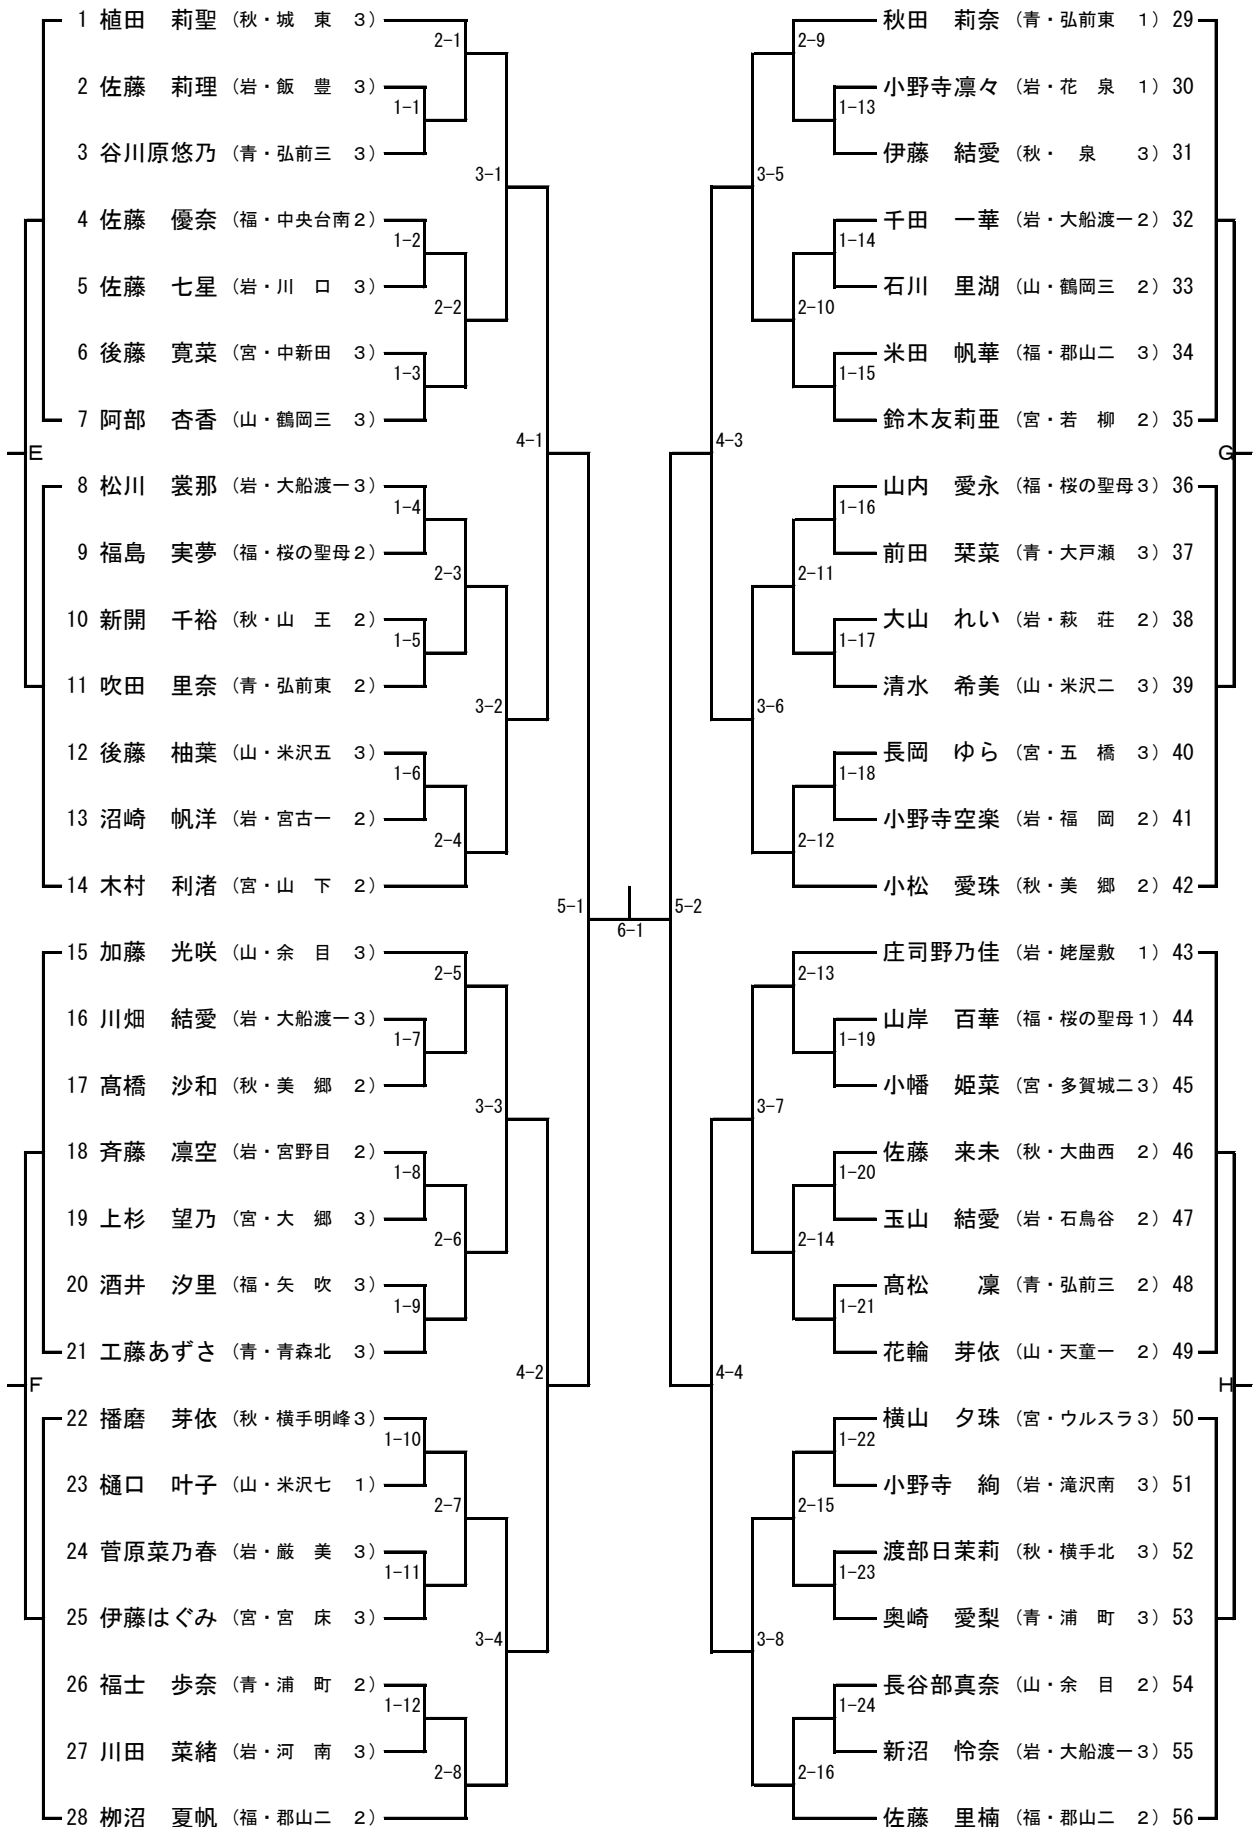 1 植田　莉聖 （秋・城　東　3）
2-1
2 佐藤　莉理 （岩・飯　豊　3）
1-1
3 谷川原悠乃 （青・弘前三　3）
3-1
4 佐藤　優奈 （福・中央台南2）
1-2
5 佐藤　七星 （岩・川　口　3）
2-2
6 後藤　寛菜 （宮・中新田　3）
1-3
7 阿部　杏香 （山・鶴岡三　3）
4-1
E
8 松川　裳那 （岩・大船渡一3）
1-4
9 福島　実夢 （福・桜の聖母2）
2-3
10 新開　千裕 （秋・山　王　2）
1-5
11 吹田　里奈 （青・弘前東　2）
3-2
12 後藤　柚葉 （山・米沢五　3）
1-6
13 沼崎　帆洋 （岩・宮古一　2）
2-4
14 木村　利渚 （宮・山　下　2）
5-1
6-1
15 加藤　光咲 （山・余　目　3）
2-5
16 川畑　結愛 （岩・大船渡一3）
1-7
17 髙橋　沙和 （秋・美　郷　2）
3-3
18 斉藤　凛空 （岩・宮野目　2）
1-8
19 上杉　望乃 （宮・大　郷　3）
2-6
20 酒井　汐里 （福・矢　吹　3）
1-9
21 工藤あずさ （青・青森北　3）
4-2
F
22 播磨　芽依 （秋・横手明峰3）
1-10
23 樋口　叶子 （山・米沢七　1）
2-7
24 菅原菜乃春 （岩・厳　美　3）
1-11
25 伊藤はぐみ （宮・宮　床　3）
3-4
26 福士　歩奈 （青・浦　町　2）
1-12
27 川田　菜緒 （岩・河　南　3）
2-8
28 栁沼　夏帆 （福・郡山二　2）
秋田　莉奈 （青・弘前東　1） 29
2-9
小野寺凛々 （岩・花　泉　1） 30
1-13
伊藤　結愛 （秋・　泉　　3） 31
3-5
千田　一華 （岩・大船渡一2） 32
1-14
石川　里湖 （山・鶴岡三　2） 33
2-10
米田　帆華 （福・郡山二　3） 34
1-15
鈴木友莉亜 （宮・若　柳　2） 35
4-3
G
山内　愛永 （福・桜の聖母3） 36
1-16
前田　栞菜 （青・大戸瀬　3） 37
2-11
大山　れい （岩・萩　荘　2） 38
1-17
清水　希美 （山・米沢二　3） 39
3-6
長岡　ゆら （宮・五　橋　3） 40
1-18
小野寺空楽 （岩・福　岡　2） 41
2-12
小松　愛珠 （秋・美　郷　2） 42
5-2
庄司野乃佳 （岩・姥屋敷　1） 43
2-13
山岸　百華 （福・桜の聖母1） 44
1-19
小幡　姫菜 （宮・多賀城二3） 45
3-7
佐藤　来未 （秋・大曲西　2） 46
1-20
玉山　結愛 （岩・石鳥谷　2） 47
2-14
髙松　　凜 （青・弘前三　2） 48
1-21
花輪　芽依 （山・天童一　2） 49
4-4
H
横山　夕珠 （宮・ウルスラ3） 50
1-22
小野寺　絢 （岩・滝沢南　3） 51
2-15
渡部日茉莉 （秋・横手北　3） 52
1-23
奥崎　愛梨 （青・浦　町　3） 53
3-8
長谷部真奈 （山・余　目　2） 54
1-24
新沼　怜奈 （岩・大船渡一3） 55
2-16
佐藤　里楠 （福・郡山二　2） 56